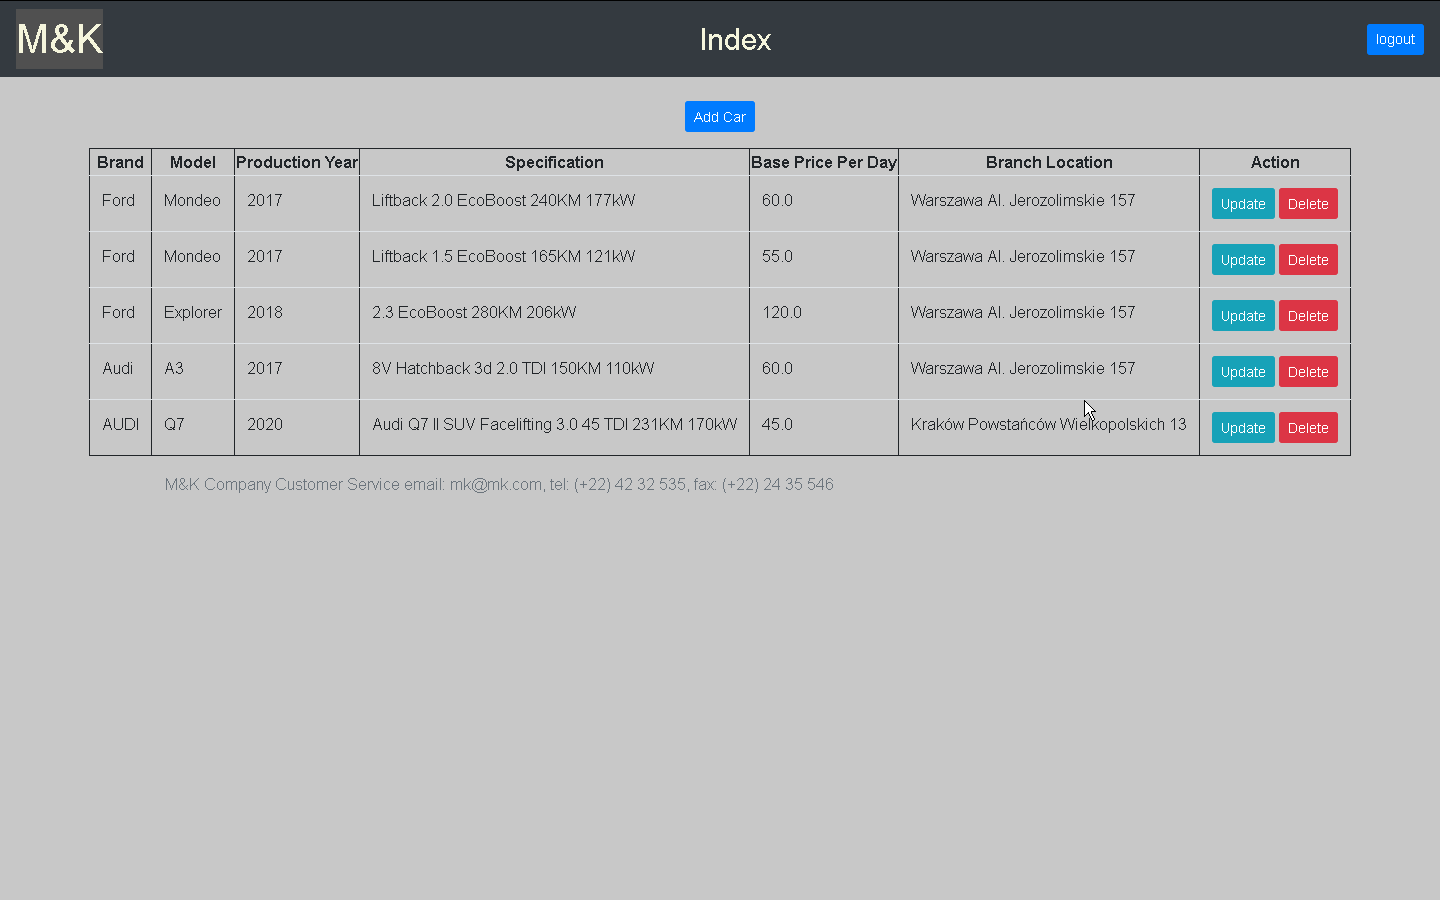 M&K
Index
logout
Add Car
Brand Model Production Year Specification Base Price Per Day Branch Location Action
Ford Mondeo 2017 Liftback 2.0 EcoBoost 240KM 177kW 60.0 Warszawa Al. Jerozolimskie 157 Update Delete
Ford Mondeo 2017 Liftback 1.5 EcoBoost 165KM 121kW 55.0 Warszawa Al. Jerozolimskie 157 Update Delete
Ford Explorer 2018 2.3 EcoBoost 280KM 206kW 120.0 Warszawa Al. Jerozolimskie 157 Update Delete
Audi A3 2017 8V Hatchback 3d 2.0 TDI 150KM 110kW 60.0 Warszawa Al. Jerozolimskie 157 Update Delete
AUDI Q7 2020 Audi Q7 II SUV Facelifting 3.0 45 TDI 231KM 170kW 45.0 Kraków Powstańców Wielkopolskich 13 Update Delete
M&K Company Customer Service email: mk@mk.com, tel: (+22) 42 32 535, fax: (+22) 24 35 546